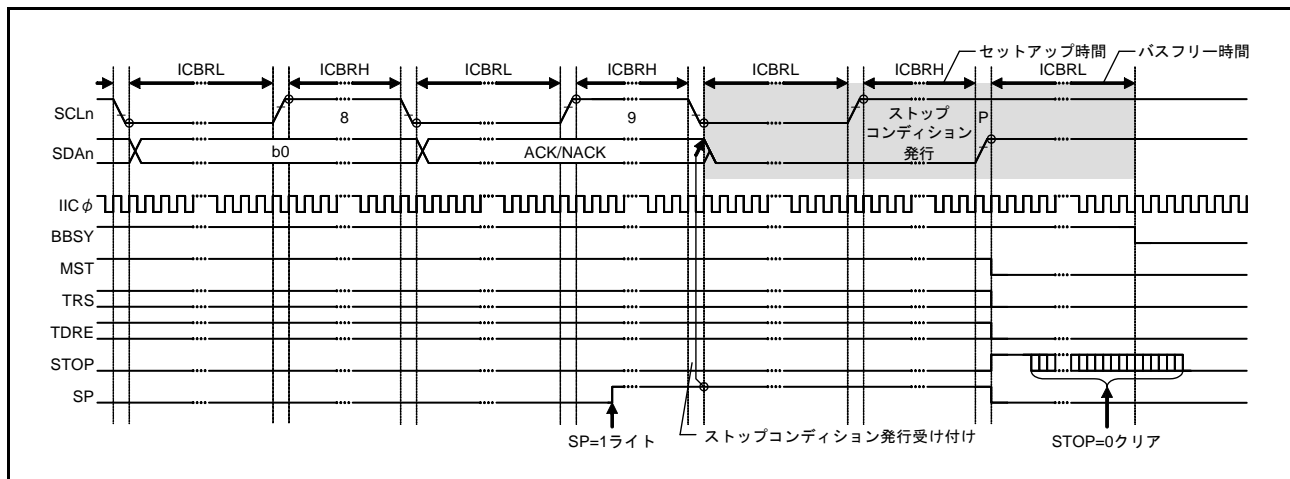 セットアップ時間
バスフリー時間
ICBRL
ICBRH
ICBRL
ICBRH
ICBRL
ICBRH
ICBRL
SCLn
8
9
ストップ
コンディション
発行
P
SDAn
b0
ACK/NACK
IICφ
BBSY
MST
TRS
TDRE
STOP
SP
SP=1ライト
ストップコンディション発行受け付け
STOP=0クリア